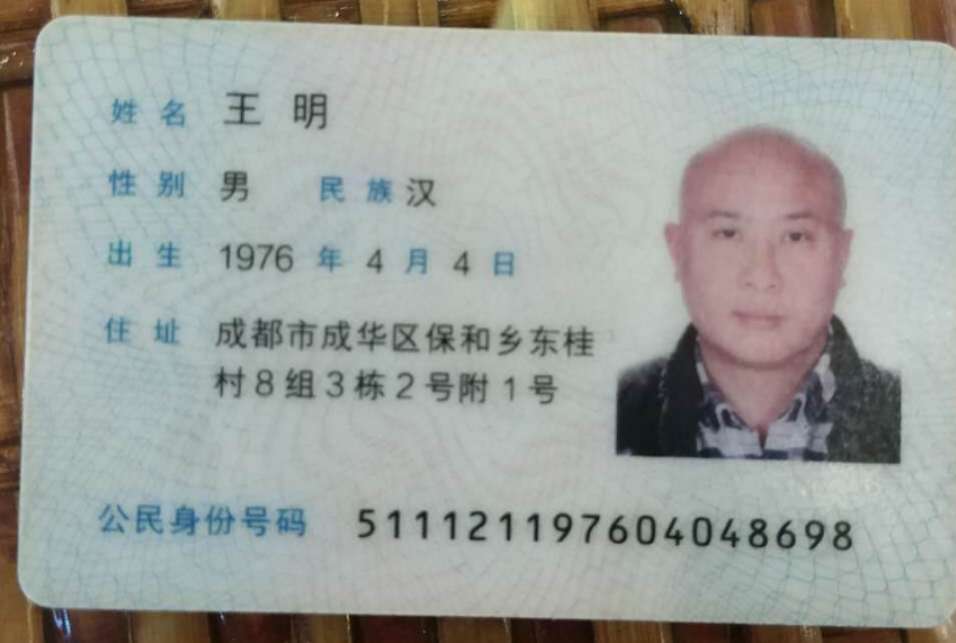 姓名 王明
性别 男 民族 汉
出生 1976 年 4 月 4 日
住址 成都市成华区保和乡东桂
村8组3栋2号附1号
公民身份号码 511121197604048698